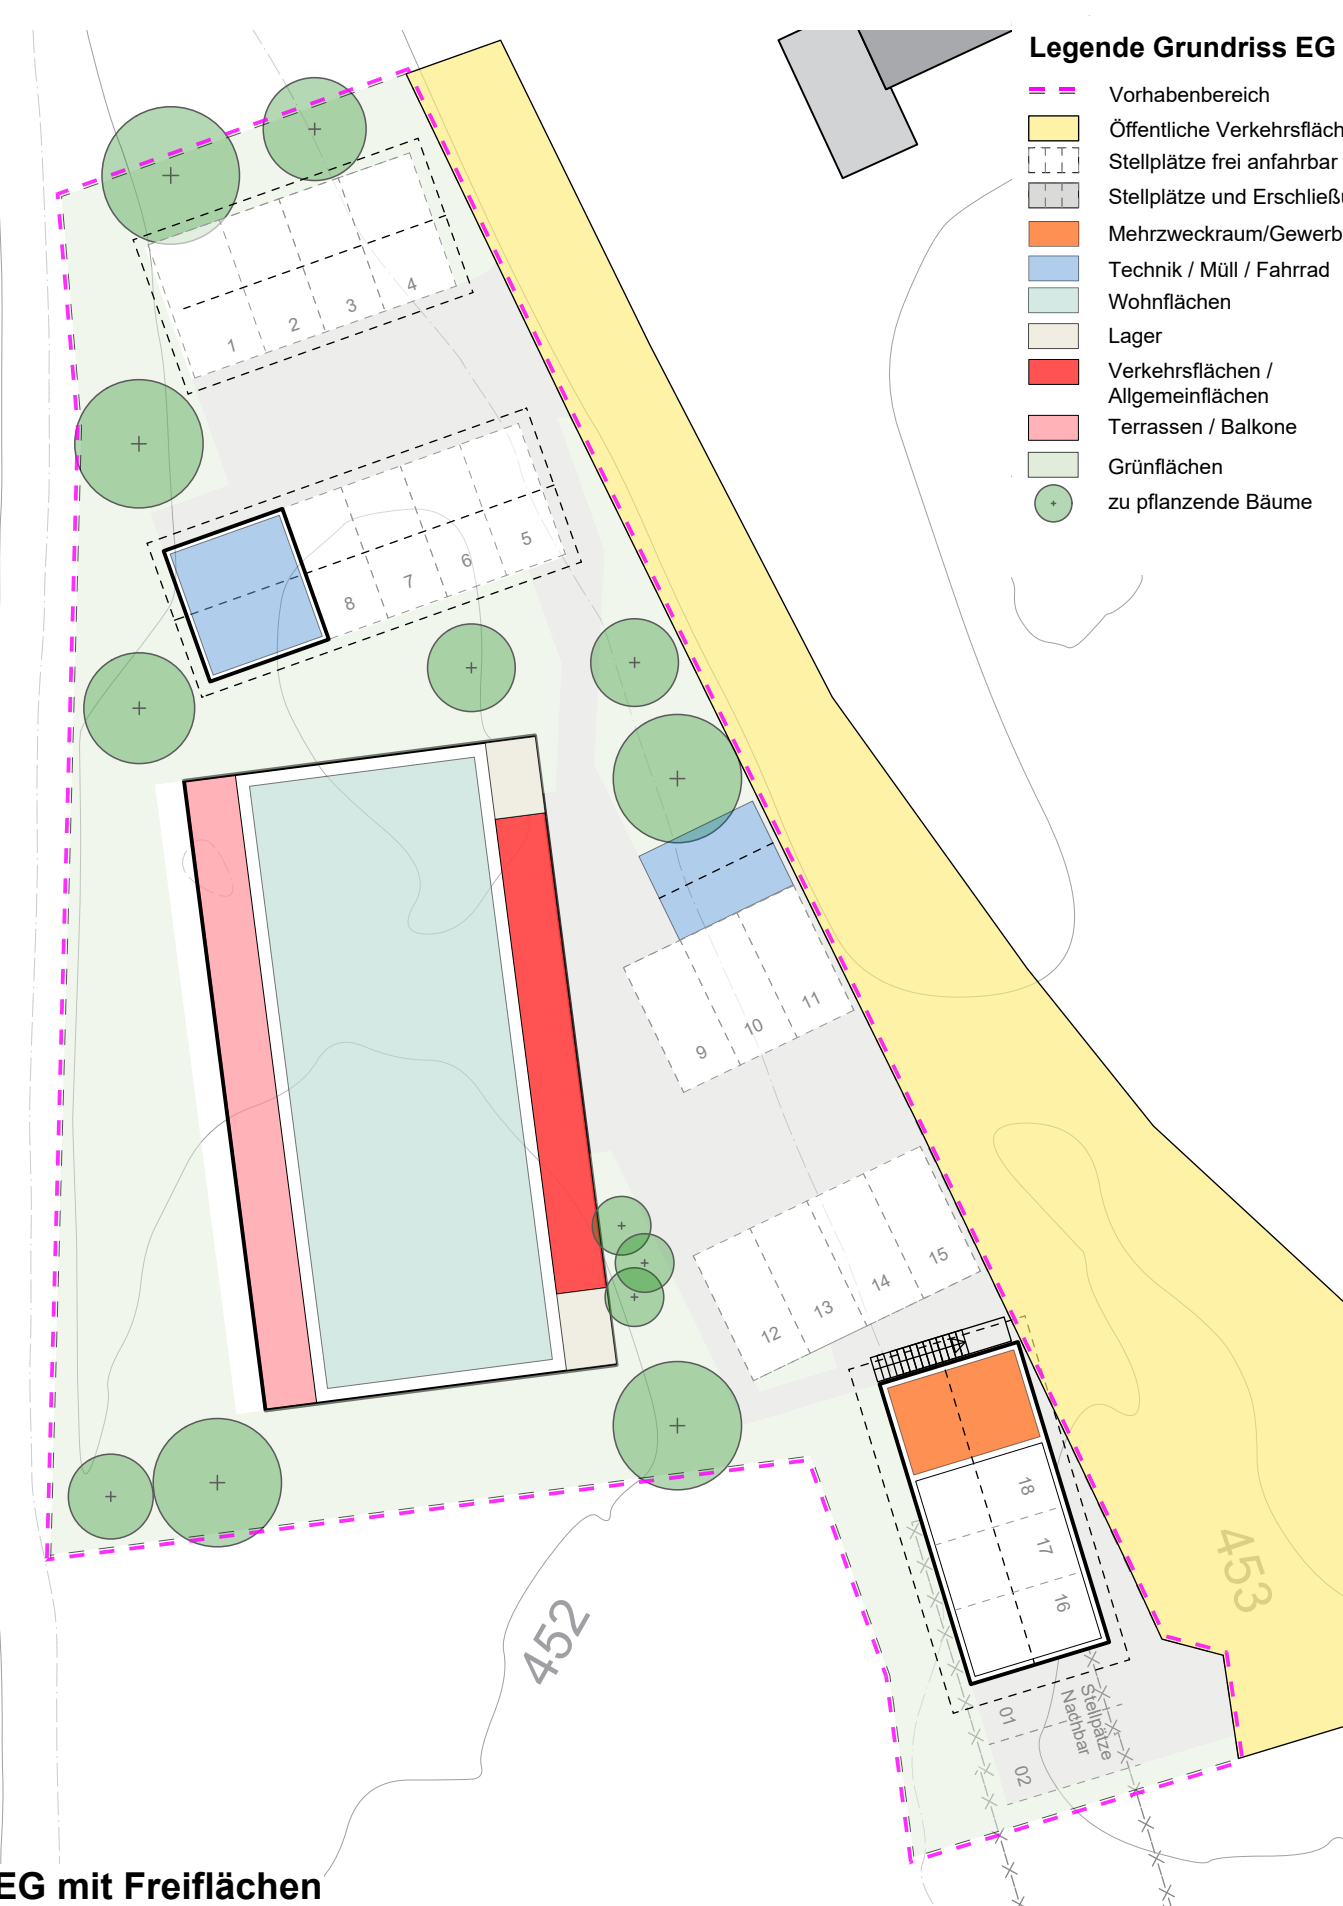 Legende Grundriss EG
Vorhabenbereich
Öffentliche Verkehrsfläch
Stellplätze frei anfahrbar
Stellplätze und Erschließu
Mehrzweckraum/Gewerb
Technik / Müll / Fahrrad
Wohnflächen
Lager
Verkehrsflächen /
Allgemeinflächen
Terrassen / Balkone
Grünflächen
zu pflanzende Bäume
1
2
3
4
5
6
7
8
9
10
11
12
13
14
15
18
17
16
01
02
Stellpätze
Nachbar
452
453
EG mit Freiflächen